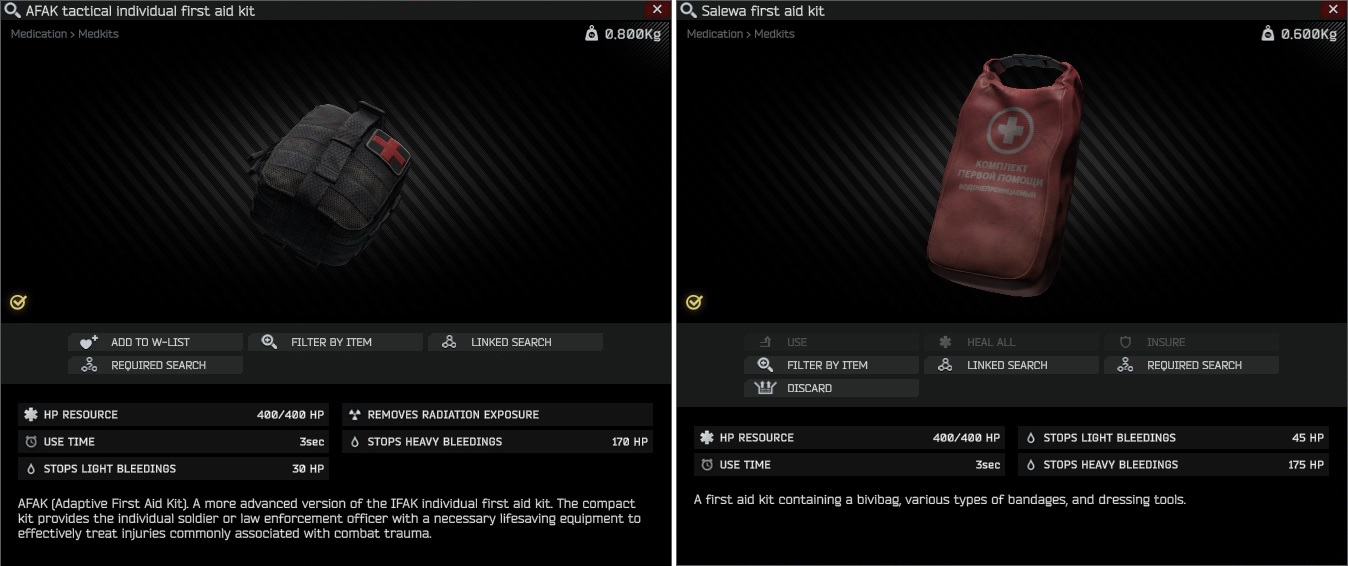 AFAK tactical individual first aid kit
Medication > Medkits
0.800Kg
ADD TO W-LIST
FILTER BY ITEM
LINKED SEARCH
REQUIRED SEARCH
HP RESOURCE 400/400 HP
REMOVES RADIATION EXPOSURE
USE TIME 3sec
STOPS HEAVY BLEEDINGS 170 HP
STOPS LIGHT BLEEDINGS 30 HP
AFAK (Adaptive First Aid Kit). A more advanced version of the IFAK individual first aid kit. The compact
kit provides the individual soldier or law enforcement officer with a necessary lifesaving equipment to
effectively treat injuries commonly associated with combat trauma.
Salewa first aid kit
Medication > Medkits
0.600Kg
КОМПЛЕКТ
ПЕРВОЙ ПОМОЩИ
ВОДОНЕПРОНИЦАЕМЫЙ
USE
HEAL ALL
INSURE
FILTER BY ITEM
LINKED SEARCH
REQUIRED SEARCH
DISCARD
HP RESOURCE 400/400 HP
STOPS LIGHT BLEEDINGS 45 HP
USE TIME 3sec
STOPS HEAVY BLEEDINGS 175 HP
A first aid kit containing a bivibag, various types of bandages, and dressing tools.